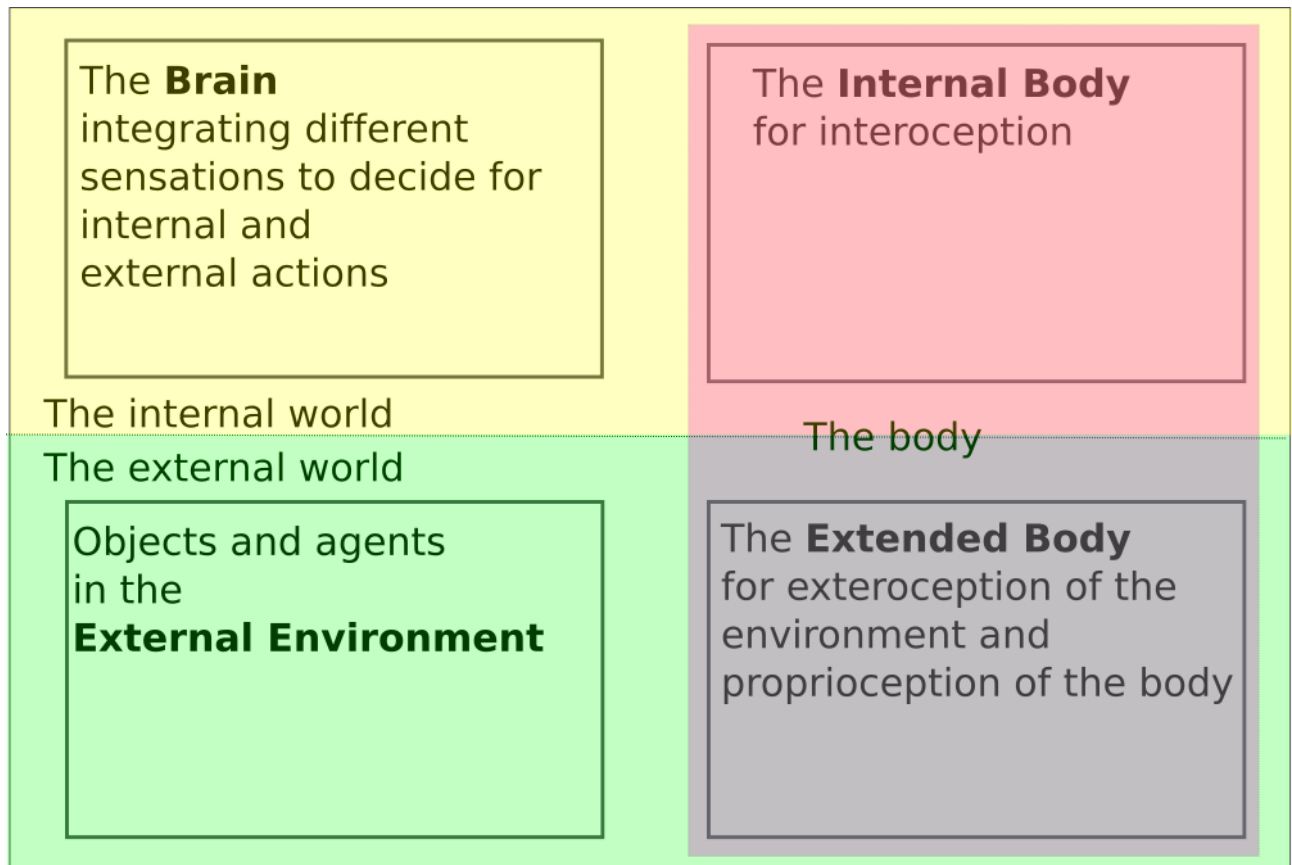 The Brain
integrating different
sensations to decide for
internal and
external actions
The Internal Body
for interoception
The internal world
The body
The external world
Objects and agents
in the
External Environment
The Extended Body
for exteroception of the
environment and
proprioception of the body